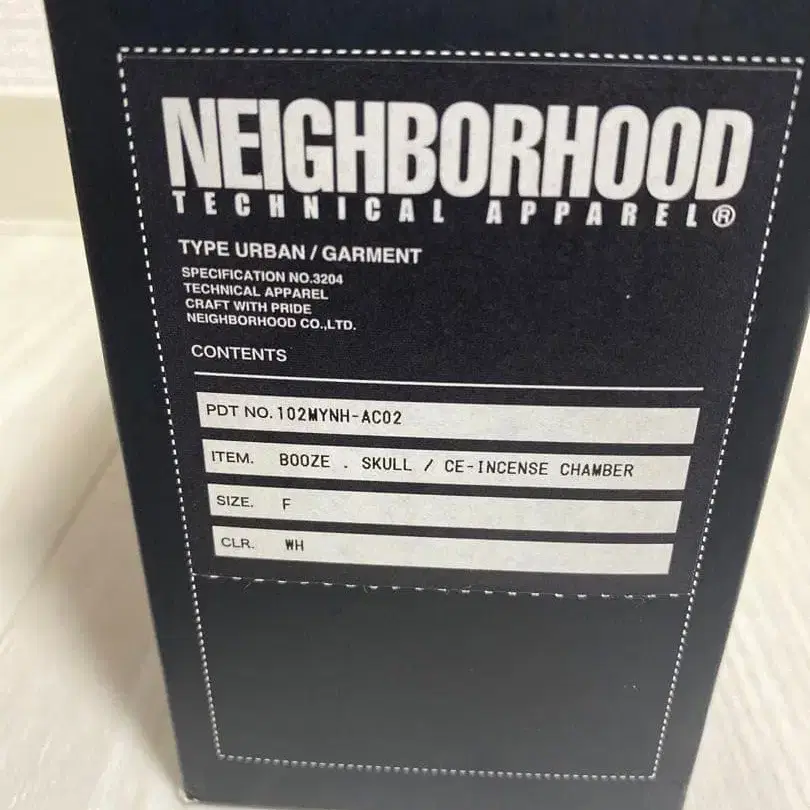 NEIGHBORHOOD
TECHNICAL APPAREL®
TYPE URBAN / GARMENT
SPECIFICATION NO.3204
TECHNICAL APPAREL
CRAFT WITH PRIDE
NEIGHBORHOOD CO.,LTD.
CONTENTS
PDT NO. 102MYNH-AC02
ITEM. BOOZE . SKULL / CE-INCENSE CHAMBER
SIZE. F
CLR. WH